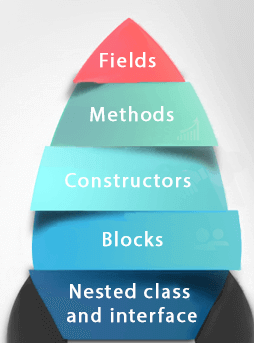 Fields
Methods
Constructors
Blocks
Nested class
and interface